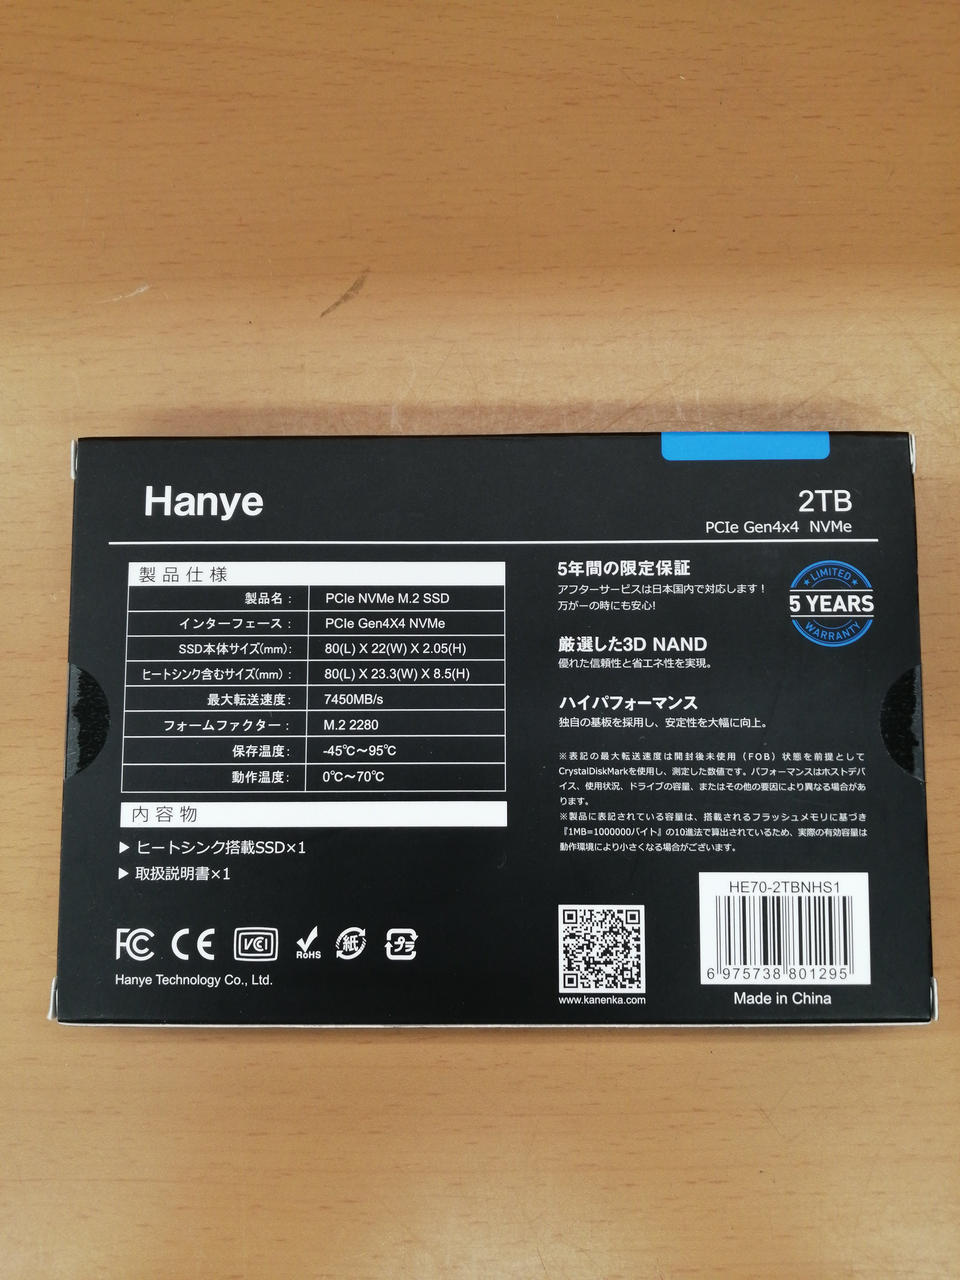 Hanye
2TB
PCIe Gen4x4 NVMe
製品仕様
製品名： PCIe NVMe M.2 SSD
インターフェース： PCIe Gen4X4 NVMe
SSD本体サイズ(mm): 80(L) X 22(W) X 2.05(H)
ヒートシンク含むサイズ(mm)： 80(L) X 23.3(W) X 8.5(H)
最大転送速度: 7450MB/s
フォームファクター： M.2 2280
保存温度: -45℃～95℃
動作温度: 0℃～70℃
内容物
▶ ヒートシンク搭載SSD×1
▶ 取扱説明書×1
FC CE VCI RoHS 紙 プラ
Hanye Technology Co., Ltd.
5年間の限定保証
アフターサービスは日本国内で対応します！
万が一の時にも安心!
LIMITED
5 YEARS
WARRANTY
厳選した3D NAND
優れた信頼性と省エネ性を実現。
ハイパフォーマンス
独自の基板を採用し、安定性を大幅に向上。
※表記の最大転送速度は開封後未使用（FOB）状態を前提として
CrystalDiskMarkを使用し、測定した数値です。パフォーマンスはホストデバ
イス、使用状況、ドライブの容量、またはその他の要因により異なる場合があ
ります。
※製品に表記されている容量は、搭載されるフラッシュメモリに基づき
『1MB=1000000バイト』の10進法で算出されているため、実際の有効容量は
動作環境により小さくなる場合がございます。
www.kanenka.com
HE70-2TBNHS1
6 975738 801295
Made in China